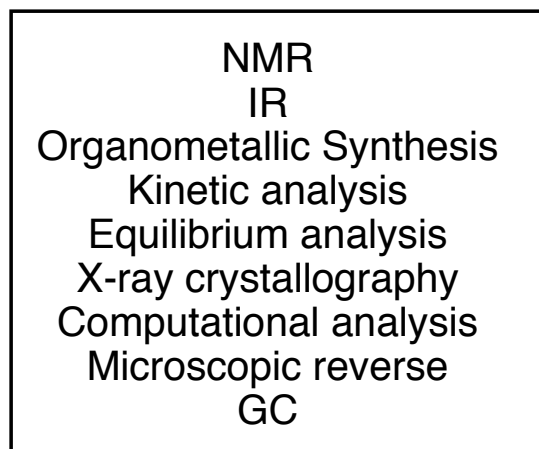 NMR
IR
Organometallic Synthesis
Kinetic analysis
Equilibrium analysis
X-ray crystallography
Computational analysis
Microscopic reverse
GC